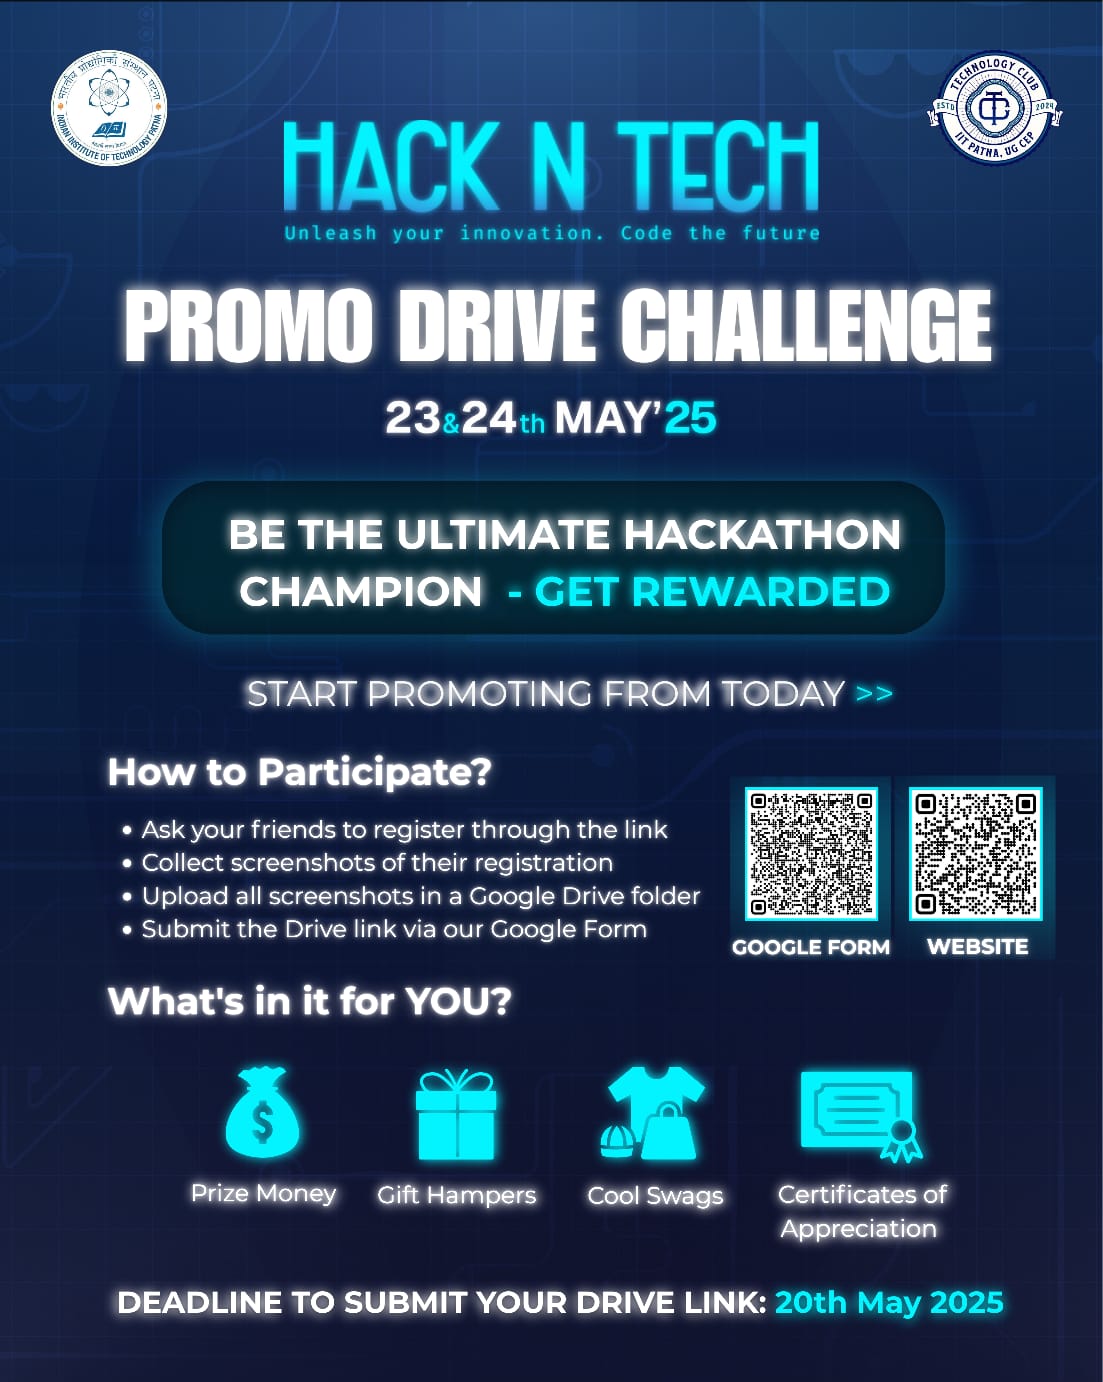 भारतीय प्रौद्योगिकी संस्थान पटना
INDIAN INSTITUTE OF TECHNOLOGY PATNA
TECHNOLOGY CLUB
ESTD 2024
IIT PATNA, UG CEP
HACK N TECH
Unleash your innovation. Code the future
PROMO DRIVE CHALLENGE
23&24th MAY'25
BE THE ULTIMATE HACKATHON
CHAMPION - GET REWARDED
START PROMOTING FROM TODAY >>
How to Participate?
• Ask your friends to register through the link
• Collect screenshots of their registration
• Upload all screenshots in a Google Drive folder
• Submit the Drive link via our Google Form
GOOGLE FORM
WEBSITE
What's in it for YOU?
$
Prize Money
Gift Hampers
Cool Swags
Certificates of
Appreciation
DEADLINE TO SUBMIT YOUR DRIVE LINK: 20th May 2025